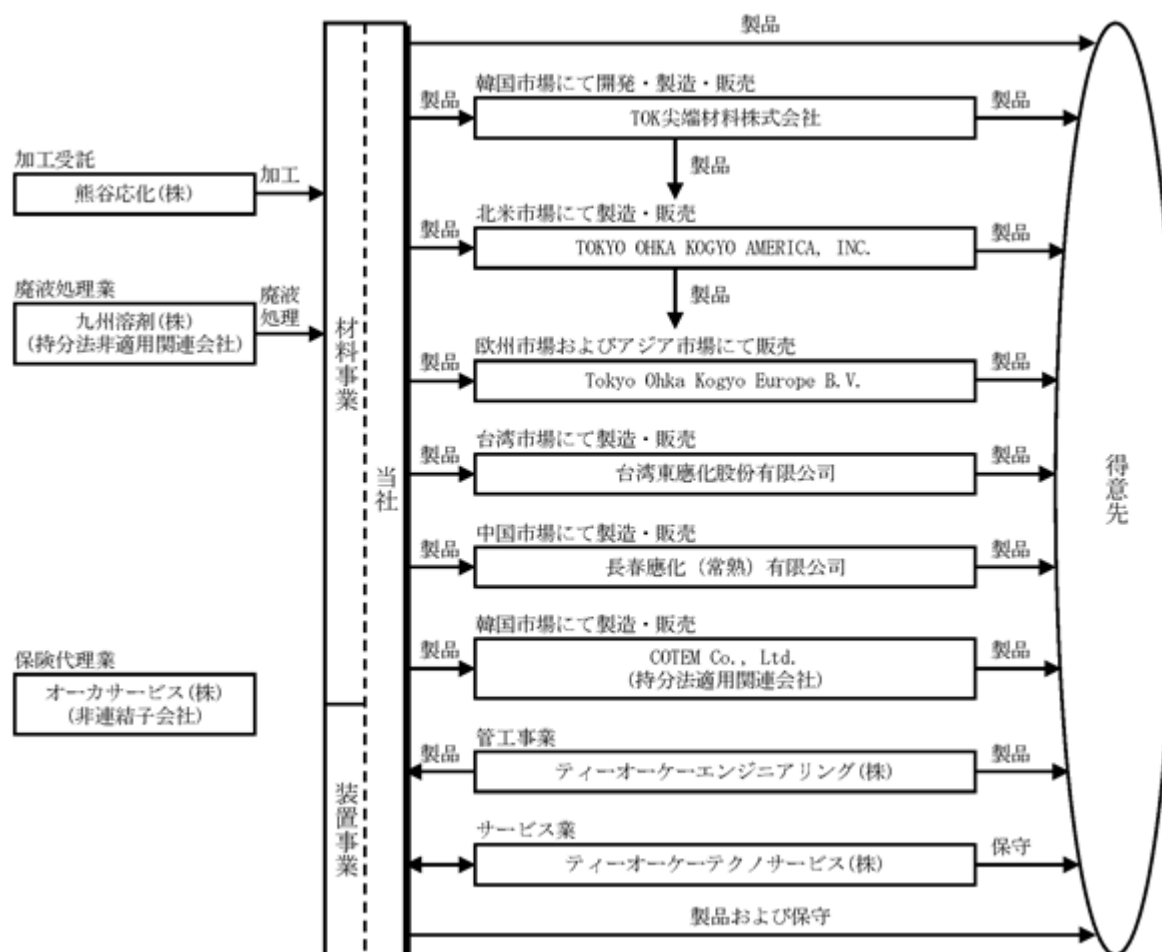 製品
韓国市場にて開発・製造・販売
製品
TOK尖端材料株式会社
製品
加工受託
熊谷応化(株)
加工
製品
北米市場にて製造・販売
製品
TOKYO OHKA KOGYO AMERICA, INC.
製品
廃液処理業
九州溶剤(株)
(持分法非適用関連会社)
廃液
処理
製品
欧州市場およびアジア市場にて販売
製品
Tokyo Ohka Kogyo Europe B.V.
製品
材料事業
当社
得意先
台湾市場にて製造・販売
製品
台湾東應化股份有限公司
製品
中国市場にて製造・販売
製品
長春應化（常熟）有限公司
製品
韓国市場にて製造・販売
製品
COTEM Co., Ltd.
(持分法適用関連会社)
製品
保険代理業
オーカサービス(株)
(非連結子会社)
装置事業
管工事業
製品
ティーオーケーエンジニアリング(株)
製品
サービス業
ティーオーケーテクノサービス(株)
保守
製品および保守